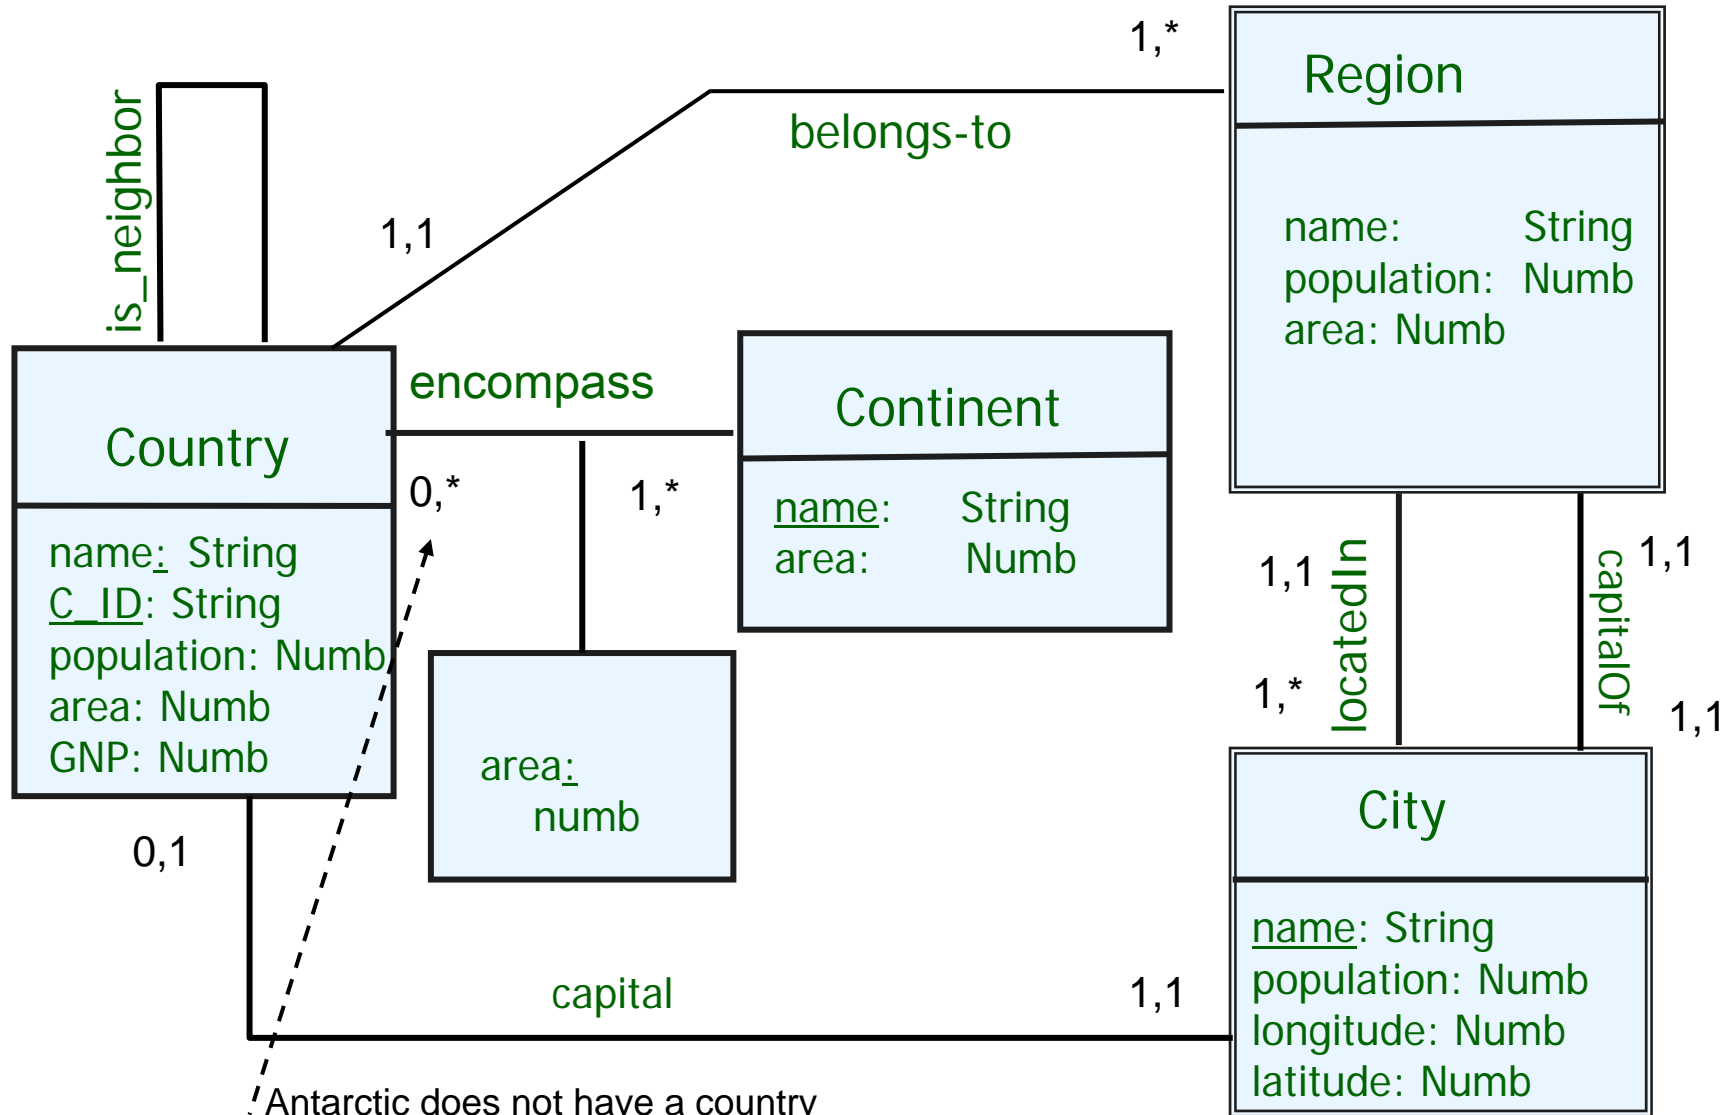 1,*
Region
belongs-to
is_neighbor
1,1
name: String
population: Numb
area: Numb
encompass
Continent
Country
0,*
1,*
name: String
area: Numb
name: String
C_ID: String
population: Numb
area: Numb
GNP: Numb
1,1
locatedIn
capitalOf
1,1
1,*
1,1
area:
numb
City
0,1
name: String
population: Numb
longitude: Numb
latitude: Numb
capital
1,1
Antarctic does not have a country